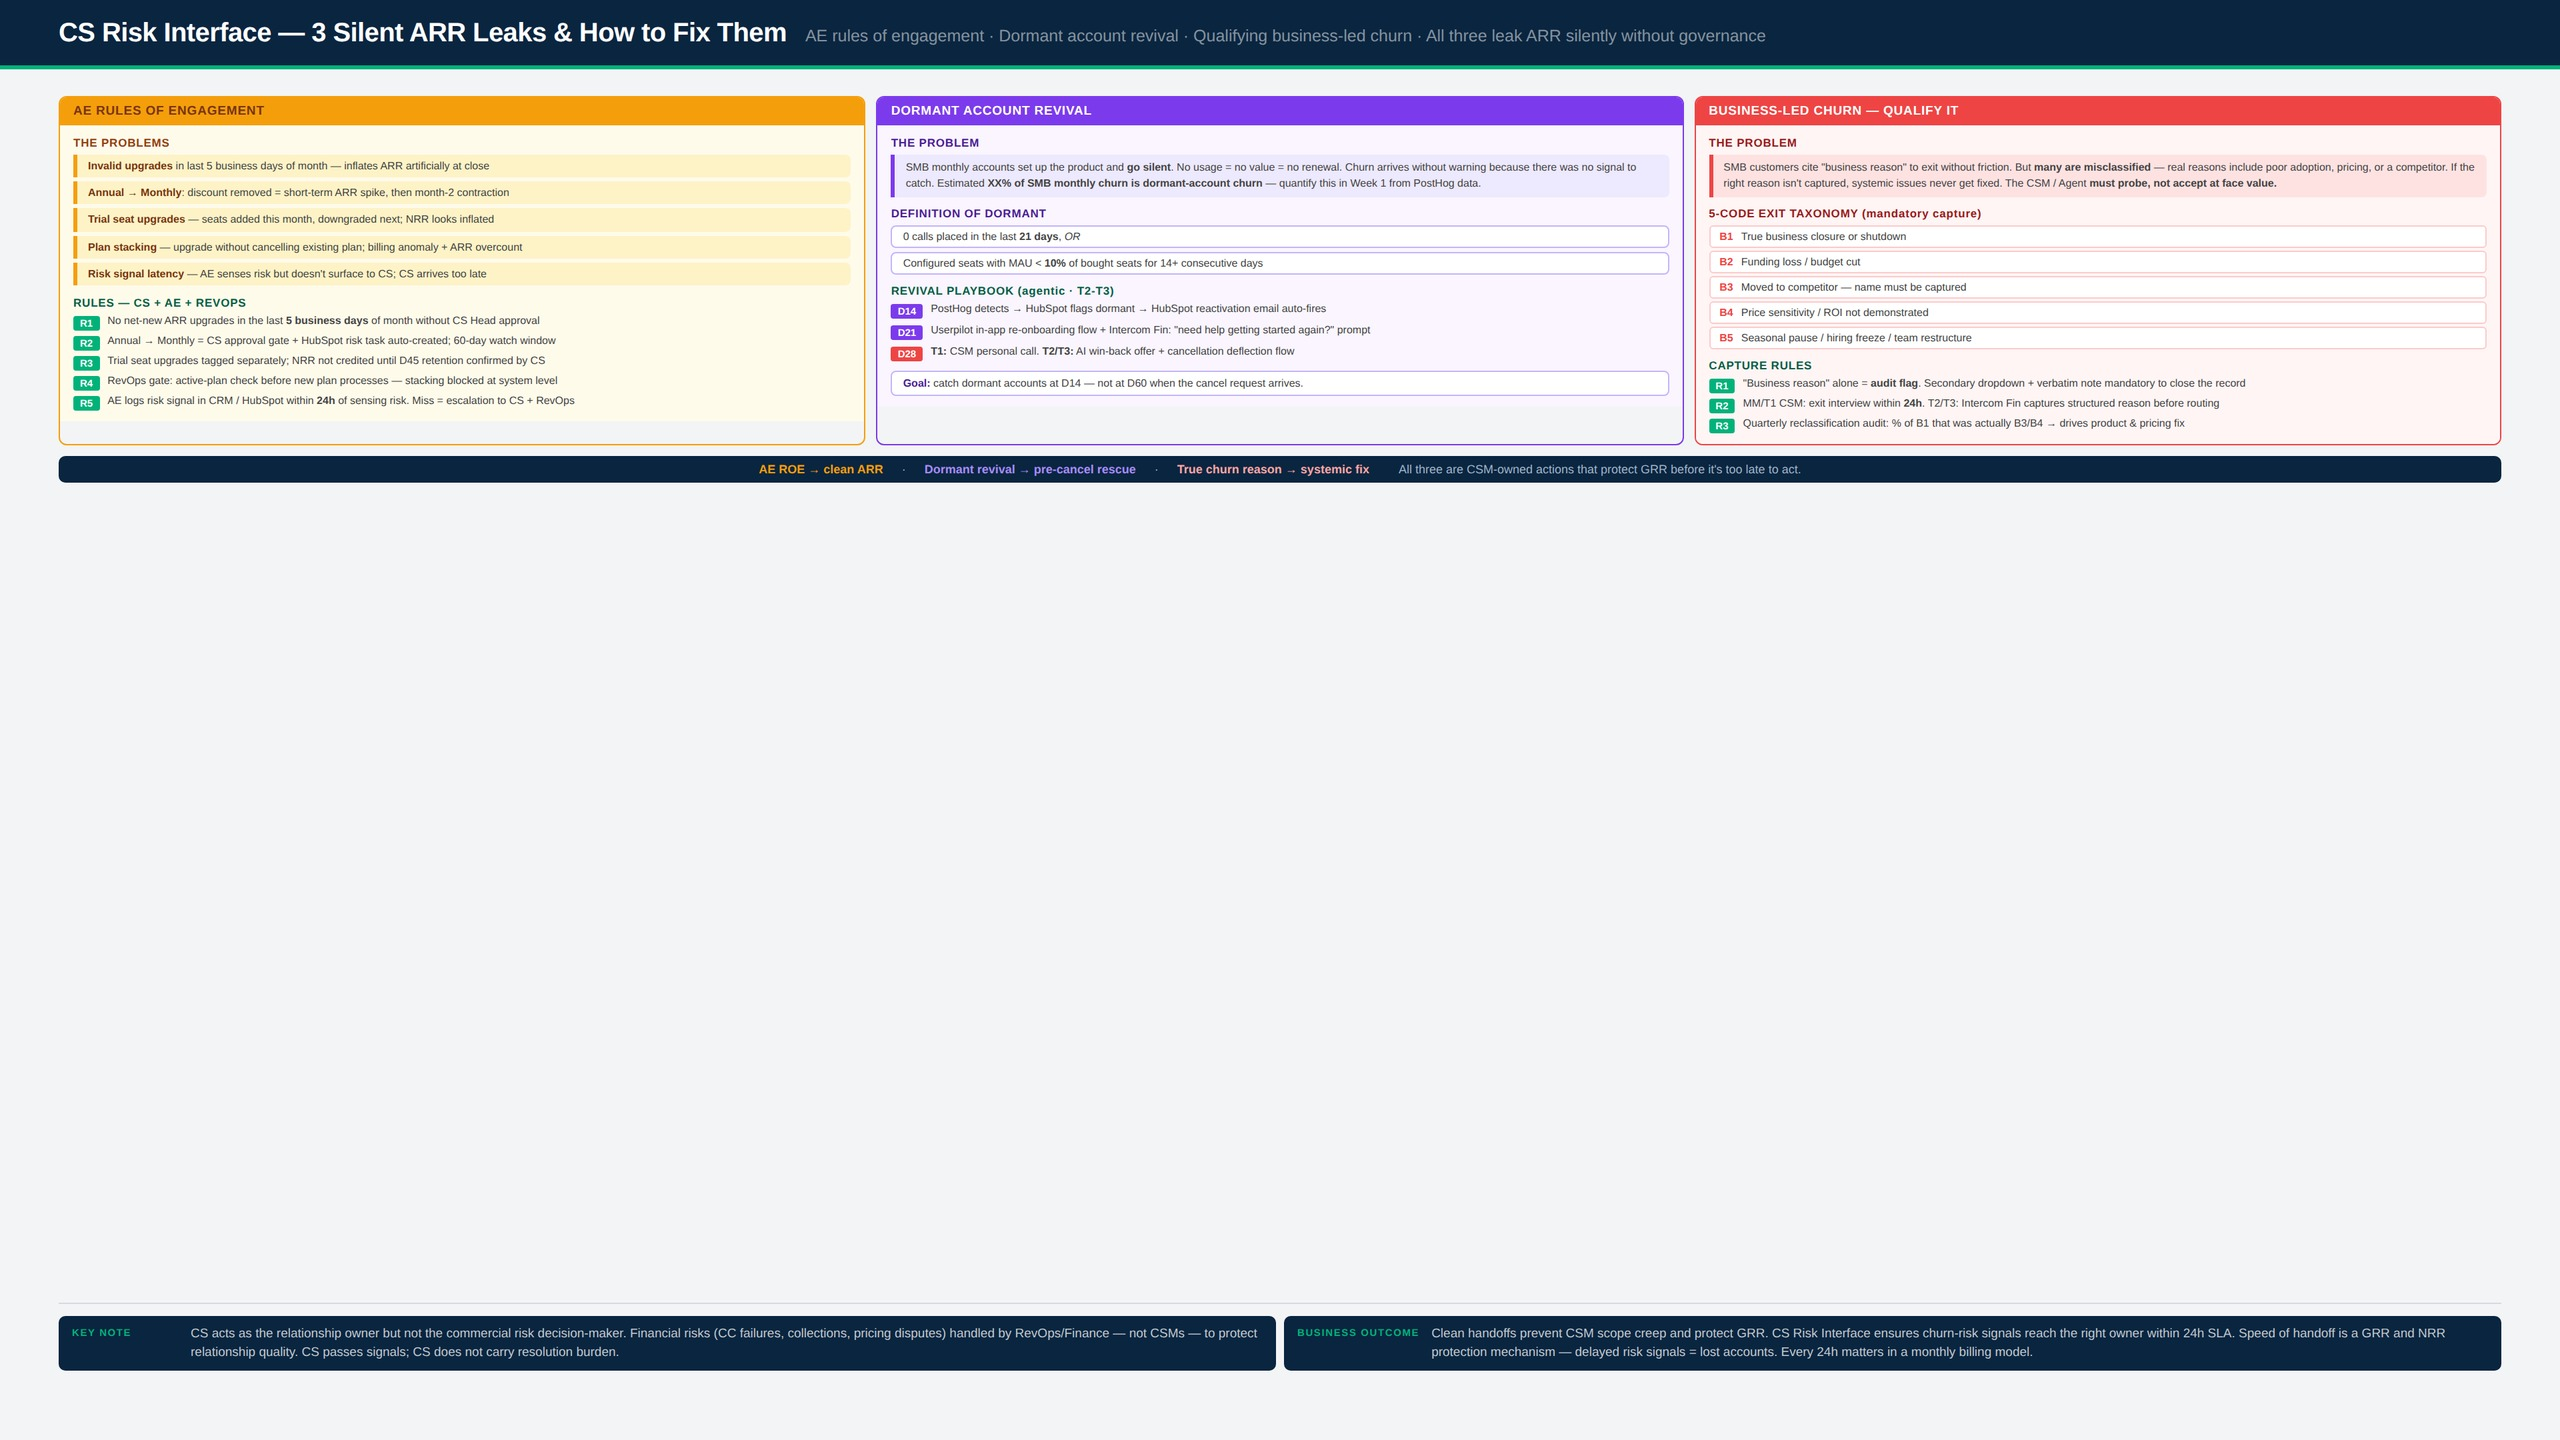 CS Risk Interface — 3 Silent ARR Leaks & How to Fix Them
AE rules of engagement · Dormant account revival · Qualifying business-led churn · All three leak ARR silently without governance
AE RULES OF ENGAGEMENT
THE PROBLEMS
Invalid upgrades in last 5 business days of month — inflates ARR artificially at close
Annual → Monthly: discount removed = short-term ARR spike, then month-2 contraction
Trial seat upgrades — seats added this month, downgraded next; NRR looks inflated
Plan stacking — upgrade without cancelling existing plan; billing anomaly + ARR overcount
Risk signal latency — AE senses risk but doesn't surface to CS; CS arrives too late
RULES — CS + AE + REVOPS
R1 No net-new ARR upgrades in the last 5 business days of month without CS Head approval
R2 Annual → Monthly = CS approval gate + HubSpot risk task auto-created; 60-day watch window
R3 Trial seat upgrades tagged separately; NRR not credited until D45 retention confirmed by CS
R4 RevOps gate: active-plan check before new plan processes — stacking blocked at system level
R5 AE logs risk signal in CRM / HubSpot within 24h of sensing risk. Miss = escalation to CS + RevOps
DORMANT ACCOUNT REVIVAL
THE PROBLEM
SMB monthly accounts set up the product and go silent. No usage = no value = no renewal. Churn arrives without warning because there was no signal to
catch. Estimated XX% of SMB monthly churn is dormant-account churn — quantify this in Week 1 from PostHog data.
DEFINITION OF DORMANT
0 calls placed in the last 21 days, OR
Configured seats with MAU < 10% of bought seats for 14+ consecutive days
REVIVAL PLAYBOOK (agentic · T2-T3)
D14 PostHog detects → HubSpot flags dormant → HubSpot reactivation email auto-fires
D21 Userpilot in-app re-onboarding flow + Intercom Fin: "need help getting started again?" prompt
D28 T1: CSM personal call. T2/T3: AI win-back offer + cancellation deflection flow
Goal: catch dormant accounts at D14 — not at D60 when the cancel request arrives.
BUSINESS-LED CHURN — QUALIFY IT
THE PROBLEM
SMB customers cite "business reason" to exit without friction. But many are misclassified — real reasons include poor adoption, pricing, or a competitor. If the
right reason isn't captured, systemic issues never get fixed. The CSM / Agent must probe, not accept at face value.
5-CODE EXIT TAXONOMY (mandatory capture)
B1 True business closure or shutdown
B2 Funding loss / budget cut
B3 Moved to competitor — name must be captured
B4 Price sensitivity / ROI not demonstrated
B5 Seasonal pause / hiring freeze / team restructure
CAPTURE RULES
R1 "Business reason" alone = audit flag. Secondary dropdown + verbatim note mandatory to close the record
R2 MM/T1 CSM: exit interview within 24h. T2/T3: Intercom Fin captures structured reason before routing
R3 Quarterly reclassification audit: % of B1 that was actually B3/B4 → drives product & pricing fix
AE ROE → clean ARR · Dormant revival → pre-cancel rescue · True churn reason → systemic fix All three are CSM-owned actions that protect GRR before it's too late to act.
KEY NOTE
CS acts as the relationship owner but not the commercial risk decision-maker. Financial risks (CC failures, collections, pricing disputes) handled by RevOps/Finance — not CSMs — to protect
relationship quality. CS passes signals; CS does not carry resolution burden.
BUSINESS OUTCOME
Clean handoffs prevent CSM scope creep and protect GRR. CS Risk Interface ensures churn-risk signals reach the right owner within 24h SLA. Speed of handoff is a GRR and NRR
protection mechanism — delayed risk signals = lost accounts. Every 24h matters in a monthly billing model.